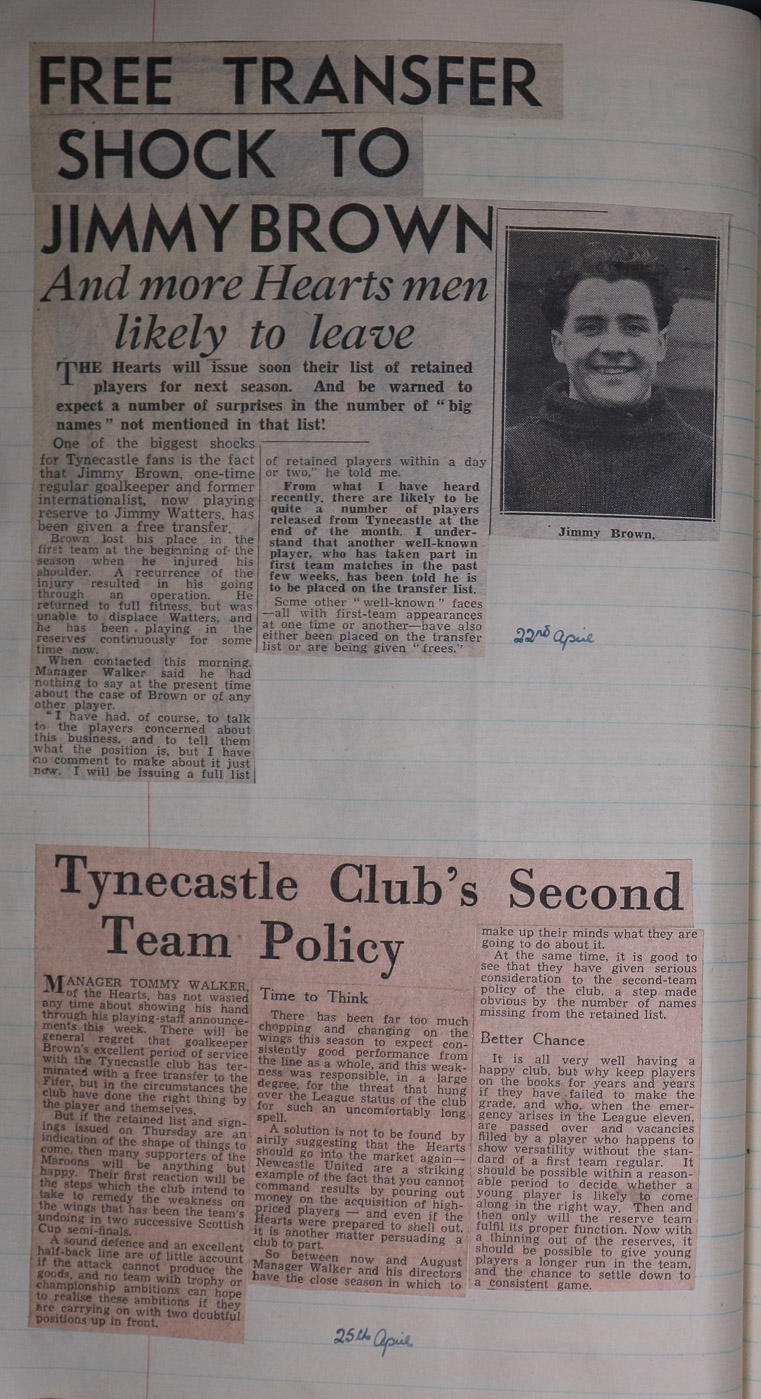 FREE TRANSFER
SHOCK TO
JIMMY BROWN
And more Hearts men
likely to leave
THE Hearts will issue soon their list of retained
players for next season. And be warned to
expect a number of surprises in the number of “big
names” not mentioned in that list!
One of the biggest shocks
for Tynecastle fans is the fact
that Jimmy Brown, one-time
regular goalkeeper and former
internationalist, now playing
reserve to Jimmy Watters, has
been given a free transfer.
Brown lost his place in the
first team at the beginning of the
season when he injured his
shoulder. A recurrence of the
injury resulted in his going
through an operation. He
returned to full fitness, but was
unable to displace Watters, and
he has been playing in the
reserves continuously for some
time now.
When contacted this morning,
Manager Walker said he had
nothing to say at the present time
about the case of Brown or of any
other player.
“I have had, of course, to talk
to the players concerned about
this business, and to tell them
what the position is, but I have
no comment to make about it just
now. I will be issuing a full list
of retained players within a day
or two,” he told me.
From what I have heard
recently, there are likely to be
quite a number of players
released from Tynecastle at the
end of the month. I under-
stand that another well-known
player, who has taken part in
first team matches in the past
few weeks, has been told he is
to be placed on the transfer list.
Some other “well-known” faces
—all with first-team appearances
at one time or another—have also
either been placed on the transfer
list or are being given “frees.”
Jimmy Brown.
22nd April
Tynecastle Club's Second
Team Policy
MANAGER TOMMY WALKER,
of the Hearts, has not wasted
any time about showing his hand
through his playing-staff announce-
ments this week. There will be
general regret that goalkeeper
Brown's excellent period of service
with the Tynecastle club has ter-
minated with a free transfer to the
Fifer, but in the circumstances the
club have done the right thing by
the player and themselves.
But if the retained list and sign-
ings issued on Thursday are an
indication of the shape of things to
come, then many supporters of the
Maroons will be anything but
happy. Their first reaction will be
the steps which the club intend to
take to remedy the weakness on
the wings that has been the team's
undoing in two successive Scottish
Cup semi-finals.
A sound defence and an excellent
half-back line are of little account
if the attack cannot produce the
goods, and no team with trophy or
championship ambitions can hope
to realise these ambitions if they
are carrying on with two doubtful
positions up in front.
Time to Think
There has been far too much
chopping and changing on the
wings this season to expect con-
sistently good performance from
the line as a whole, and this weak-
ness was responsible, in a large
degree, for the threat that hung
over the League status of the club
for such an uncomfortably long
spell.
A solution is not to be found by
airily suggesting that the Hearts
should go into the market again—
Newcastle United are a striking
example of the fact that you cannot
command results by pouring out
money on the acquisition of high-
priced players — and even if the
Hearts were prepared to shell out,
it is another matter persuading a
club to part.
So between now and August
Manager Walker and his directors
have the close season in which to
make up their minds what they are
going to do about it.
At the same time, it is good to
see that they have given serious
consideration to the second-team
policy of the club, a step made
obvious by the number of names
missing from the retained list.
Better Chance
It is all very well having a
happy club, but why keep players
on the books for years and years
if they have failed to make the
grade, and who, when the emer-
gency arises in the League eleven,
are passed over and vacancies
filled by a player who happens to
show versatility without the stan-
dard of a first team regular. It
should be possible within a reason-
able period to decide whether a
young player is likely to come
along in the right way. Then and
then only will the reserve team
fulfil its proper function. Now with
a thinning out of the reserves, it
should be possible to give young
players a longer run in the team,
and the chance to settle down to
a consistent game.
25th April